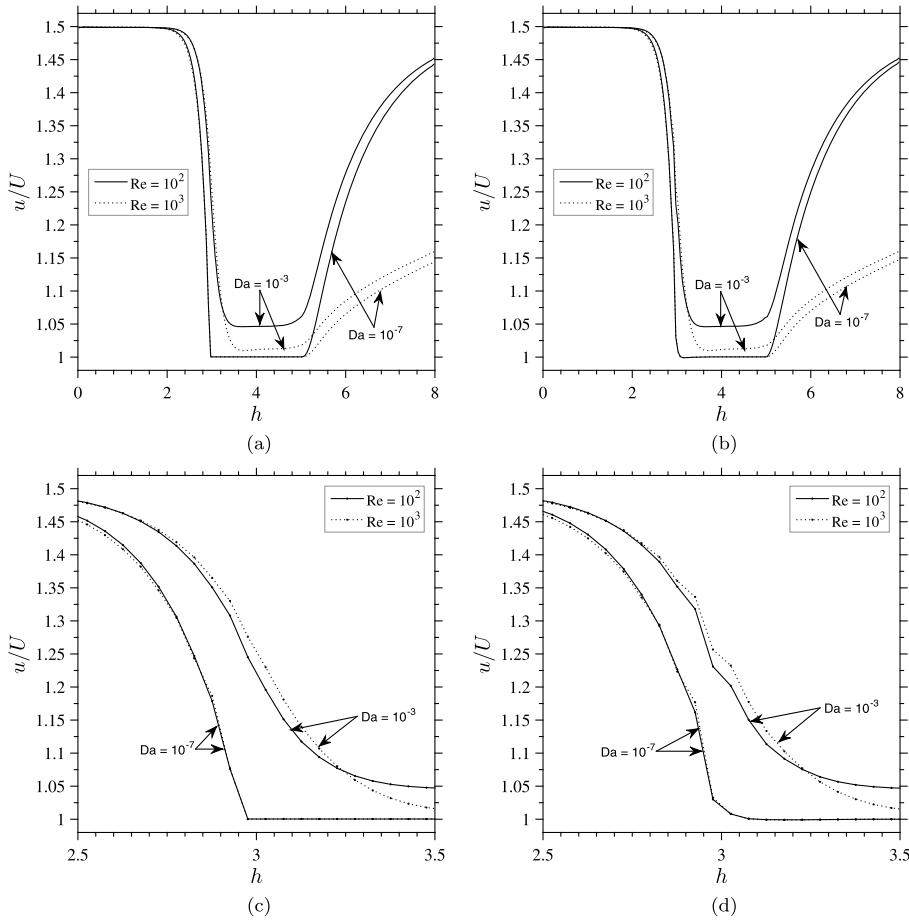 1.5
1.45
1.4
1.35
1.3
1.25
1.2
1.15
1.1
1.05
1
u/U
Re = 10²
Re = 10³
Da = 10⁻³
Da = 10⁻⁷
0 2 4 6 8
h
(a)
1.5
1.45
1.4
1.35
1.3
1.25
1.2
1.15
1.1
1.05
1
u/U
Re = 10²
Re = 10³
Da = 10⁻³
Da = 10⁻⁷
0 2 4 6 8
h
(b)
1.5
1.45
1.4
1.35
1.3
1.25
1.2
1.15
1.1
1.05
1
u/U
Re = 10²
Re = 10³
Da = 10⁻³
Da = 10⁻⁷
2.5 3 3.5
h
(c)
1.5
1.45
1.4
1.35
1.3
1.25
1.2
1.15
1.1
1.05
1
u/U
Re = 10²
Re = 10³
Da = 10⁻³
Da = 10⁻⁷
2.5 3 3.5
h
(d)